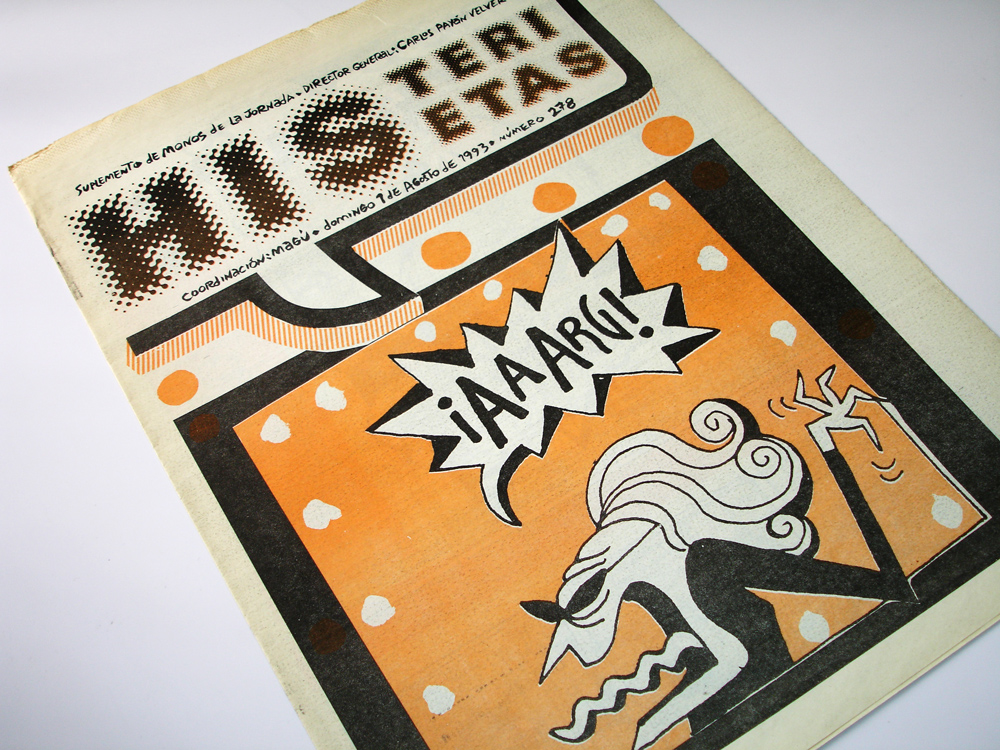 SUPLEMENTO DE MONOS DE LA JORNADA • DIRECTOR GENERAL: CARLOS PAYÁN VELVER
HIS
TERI
ETAS
COORDINACIÓN: MAGÚ • DOMINGO 1 DE AGOSTO DE 1993 • NÚMERO 278
¡AAARG!